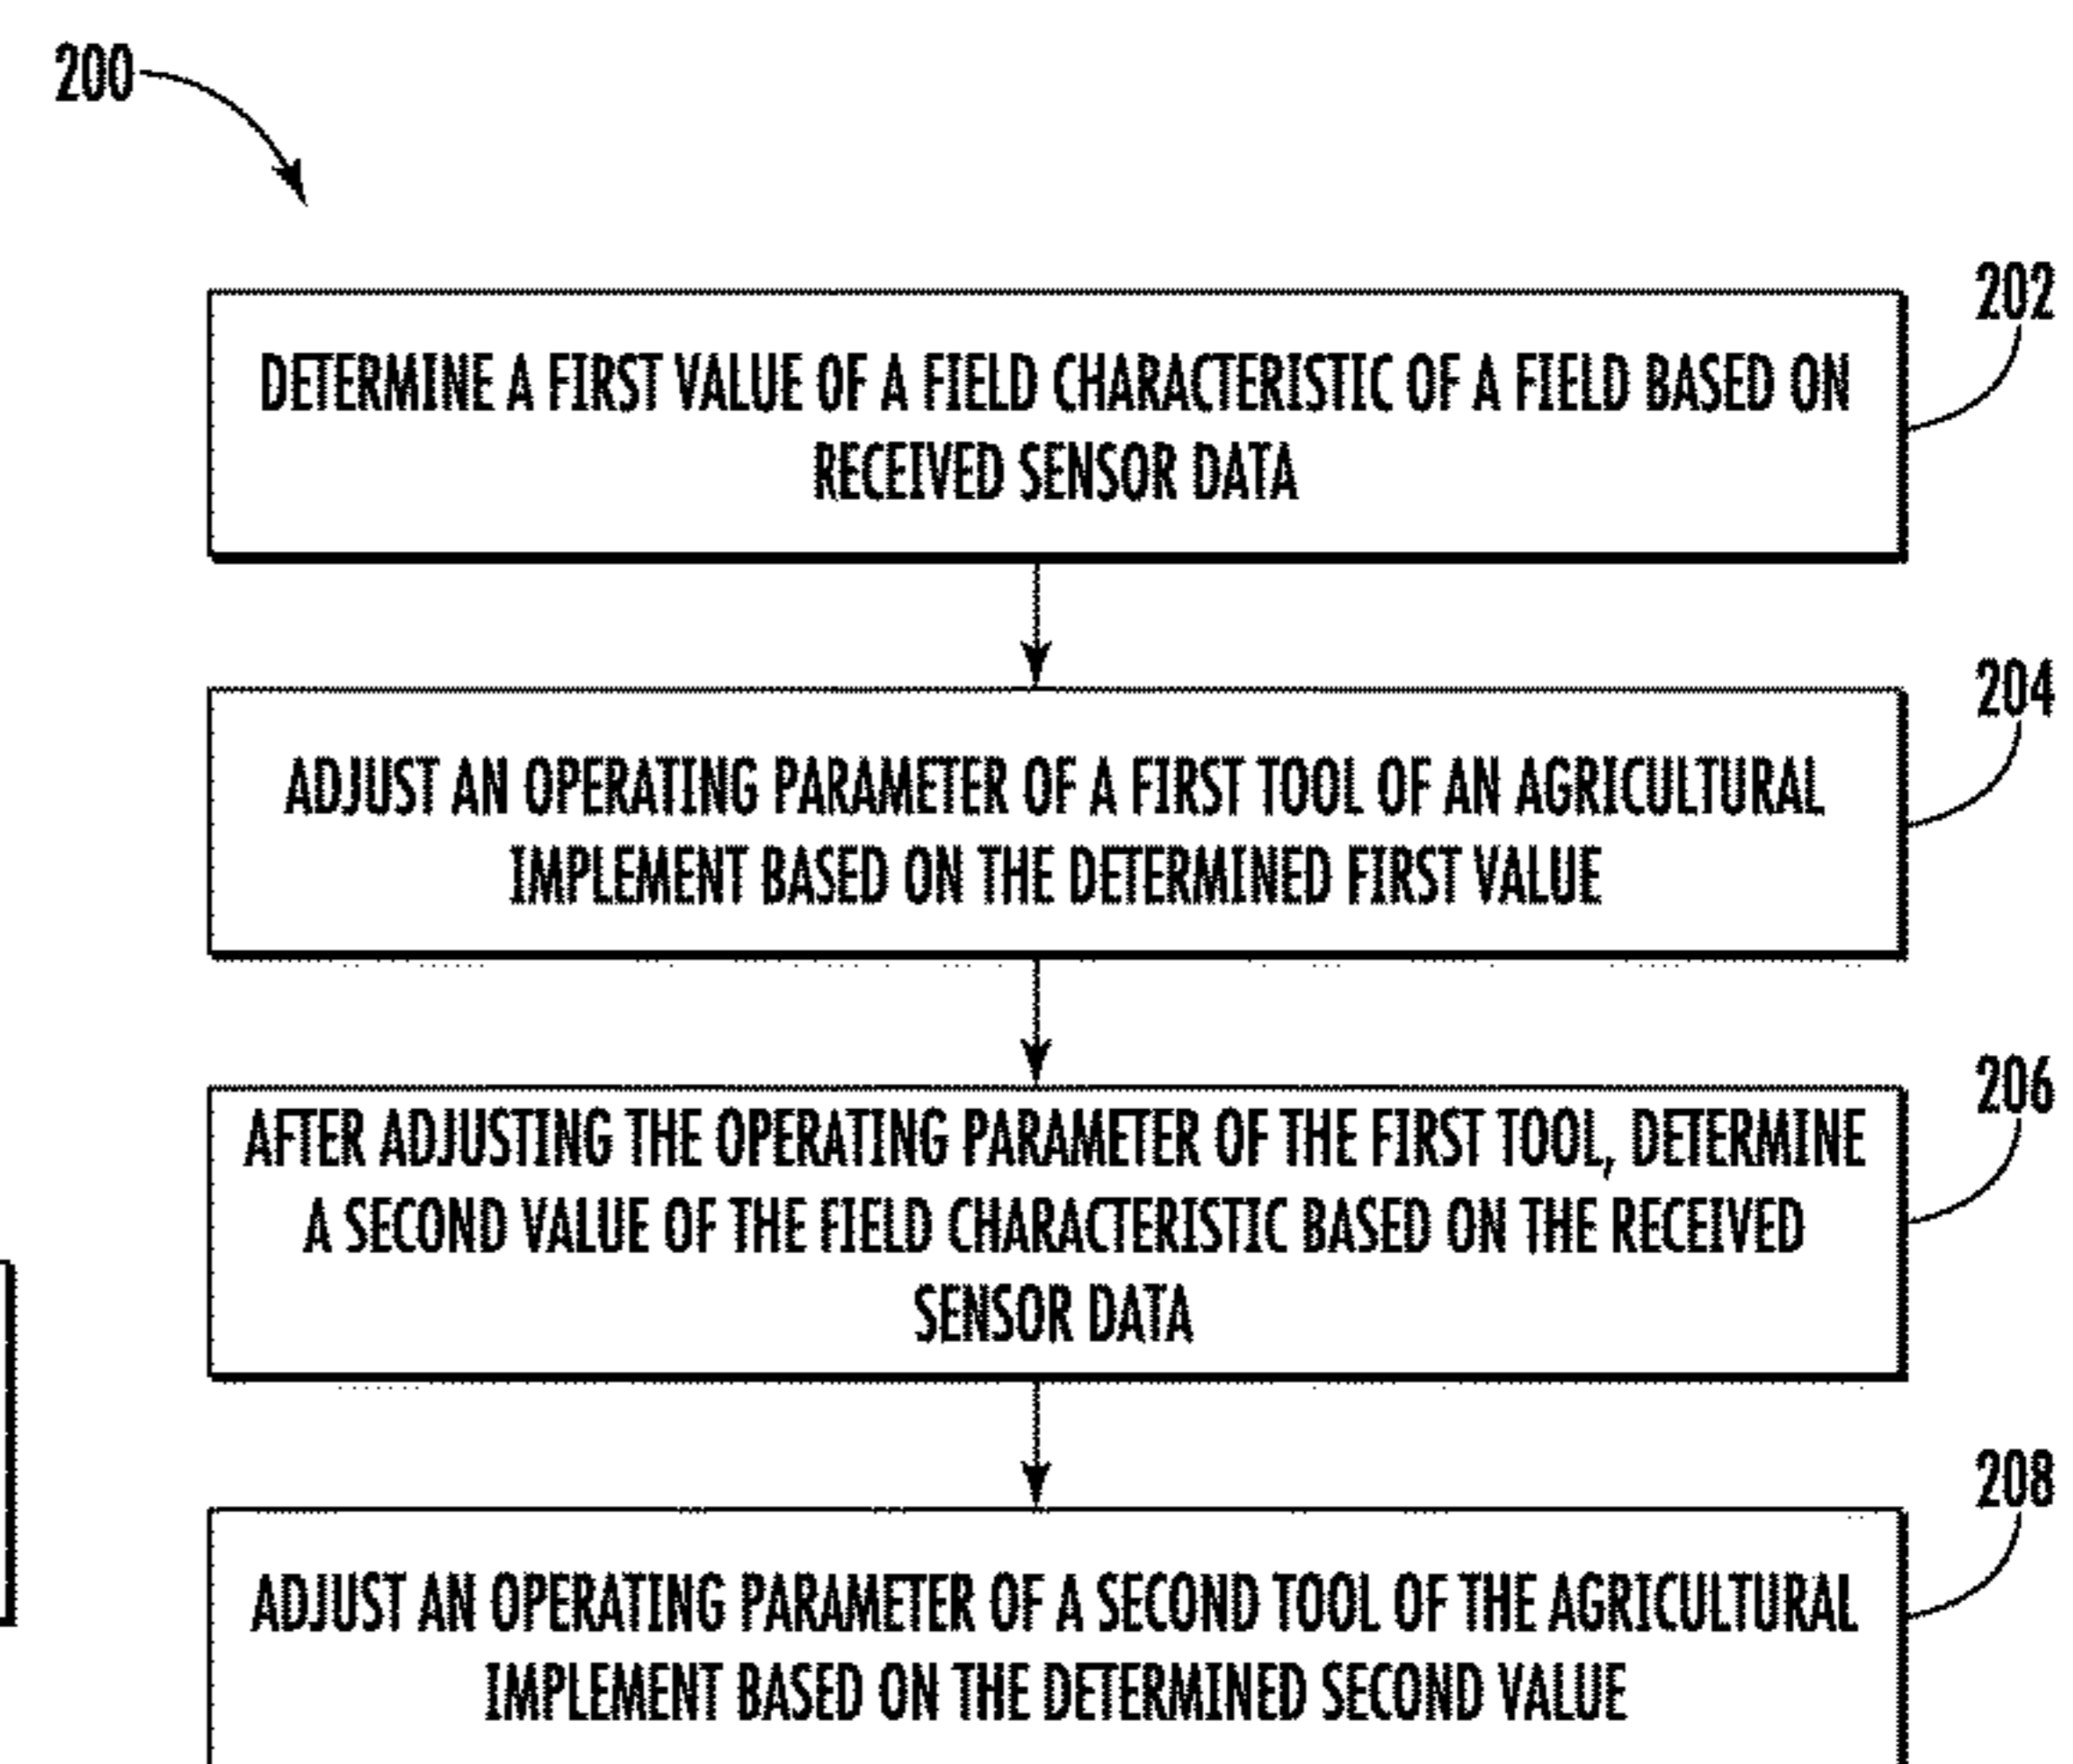 200
202
DETERMINE A FIRST VALUE OF A FIELD CHARACTERISTIC OF A FIELD BASED ON
RECEIVED SENSOR DATA
204
ADJUST AN OPERATING PARAMETER OF A FIRST TOOL OF AN AGRICULTURAL
IMPLEMENT BASED ON THE DETERMINED FIRST VALUE
206
AFTER ADJUSTING THE OPERATING PARAMETER OF THE FIRST TOOL, DETERMINE
A SECOND VALUE OF THE FIELD CHARACTERISTIC BASED ON THE RECEIVED
SENSOR DATA
208
ADJUST AN OPERATING PARAMETER OF A SECOND TOOL OF THE AGRICULTURAL
IMPLEMENT BASED ON THE DETERMINED SECOND VALUE